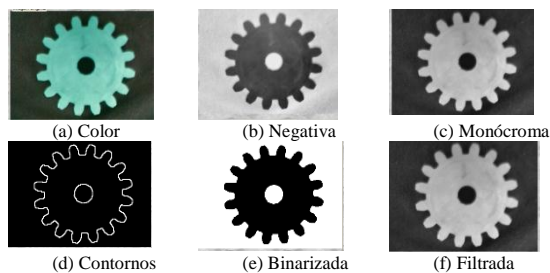 (a) Color (b) Negativa (c) Monócroma
(d) Contornos (e) Binarizada (f) Filtrada